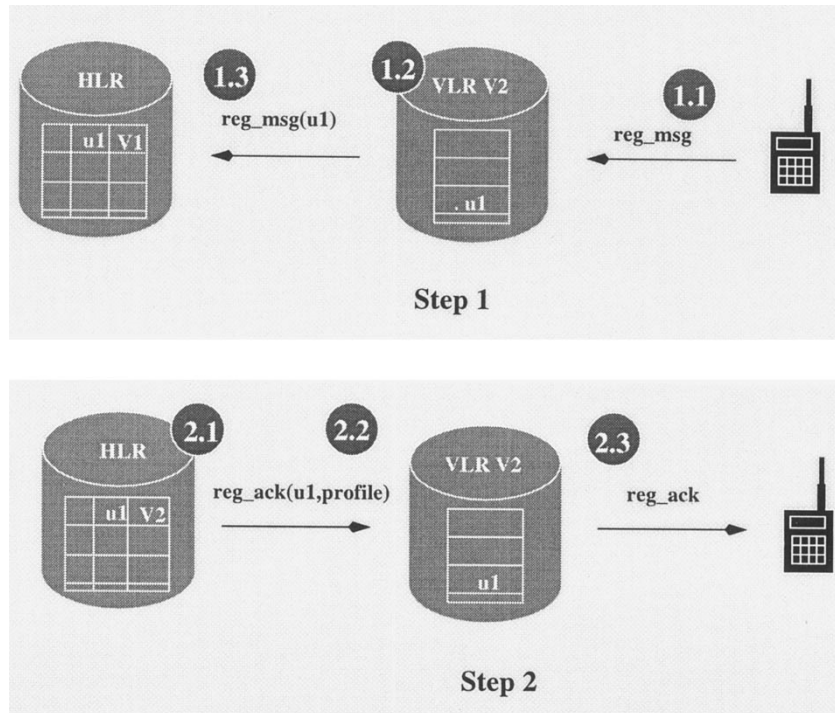 1.3
1.2
1.1
HLR
VLR V2
reg_msg(u1)
reg_msg
u1 V1
. u1
Step 1
2.1
2.2
2.3
HLR
VLR V2
reg_ack(u1,profile)
reg_ack
u1 V2
u1
Step 2